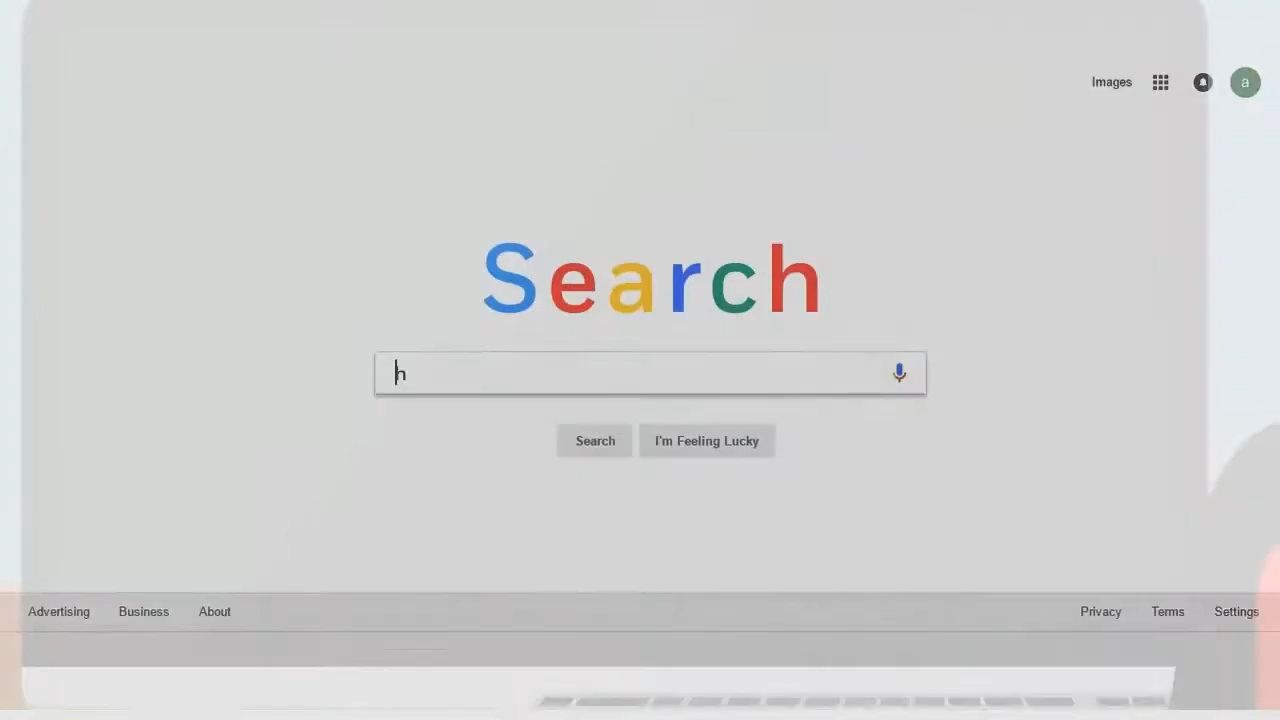 Images
a
Search
h
Search
I'm Feeling Lucky
Advertising Business About
Privacy Terms Settings